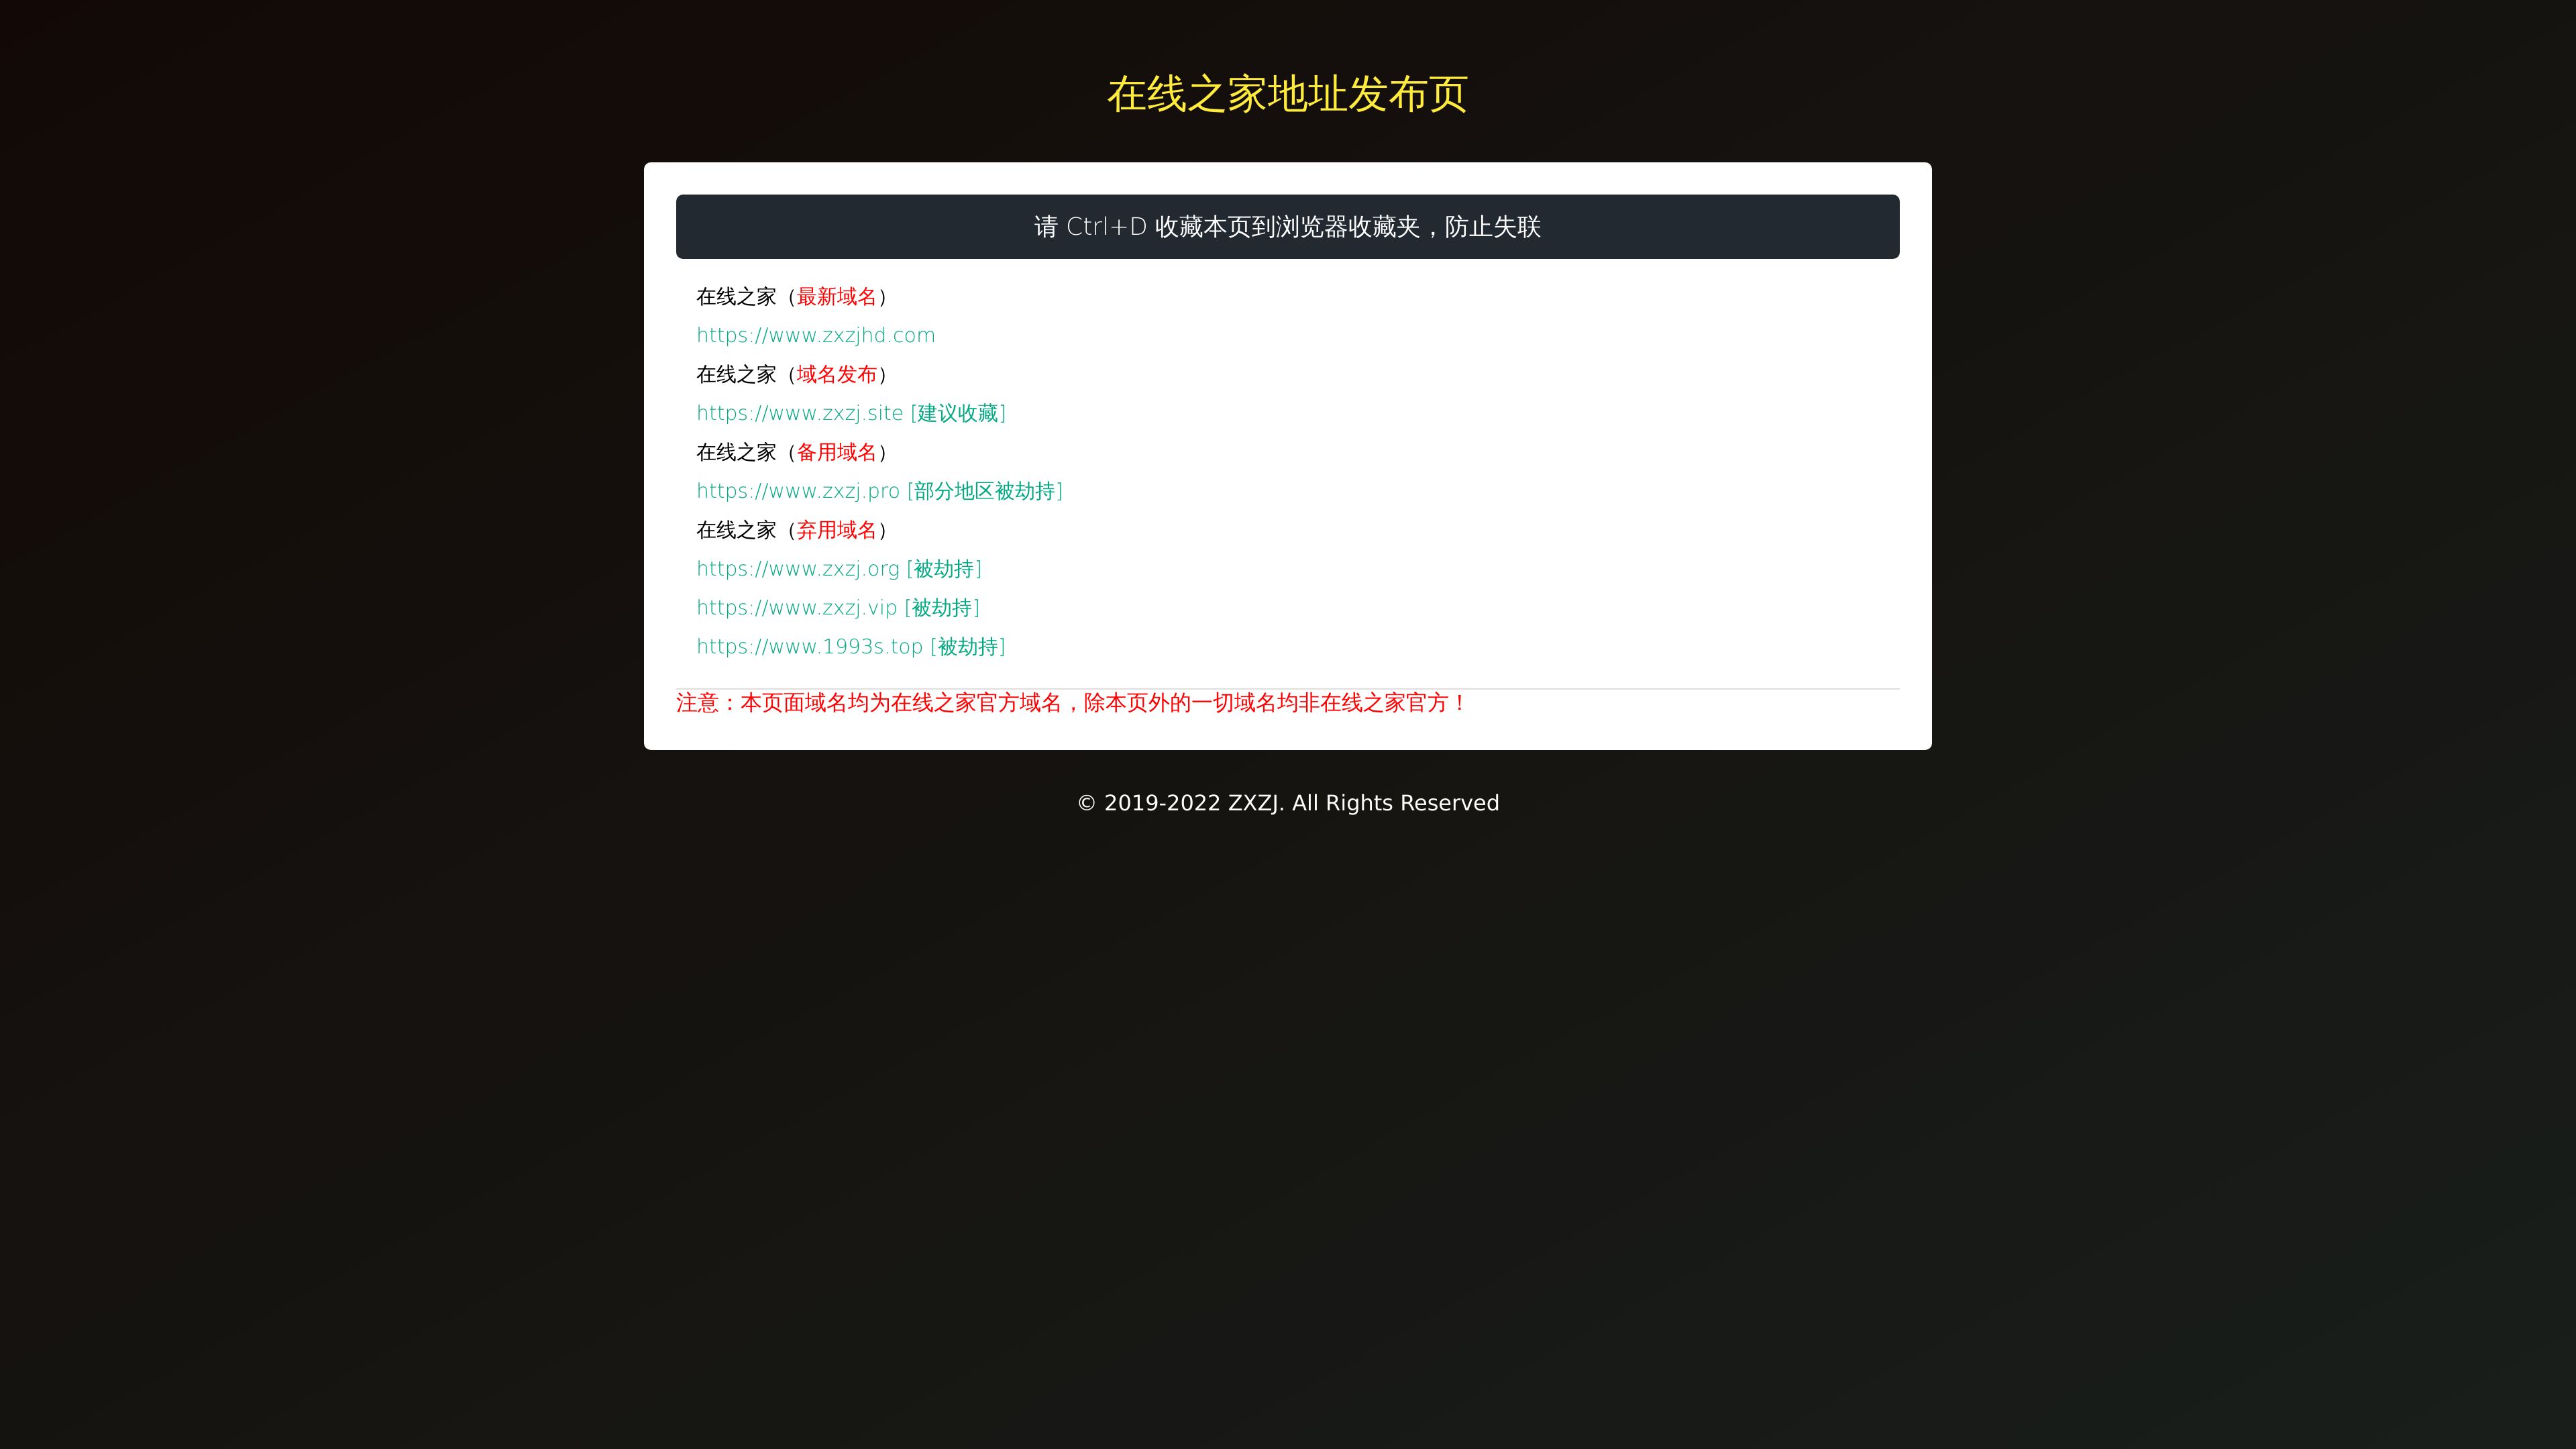 在线之家地址发布页
请 Ctrl+D 收藏本页到浏览器收藏夹，防止失联
在线之家（最新域名）
https://www.zxzjhd.com
在线之家（域名发布）
https://www.zxzj.site [建议收藏]
在线之家（备用域名）
https://www.zxzj.pro [部分地区被劫持]
在线之家（弃用域名）
https://www.zxzj.org [被劫持]
https://www.zxzj.vip [被劫持]
https://www.1993s.top [被劫持]
注意：本页面域名均为在线之家官方域名，除本页外的一切域名均非在线之家官方！
© 2019-2022 ZXZJ. All Rights Reserved